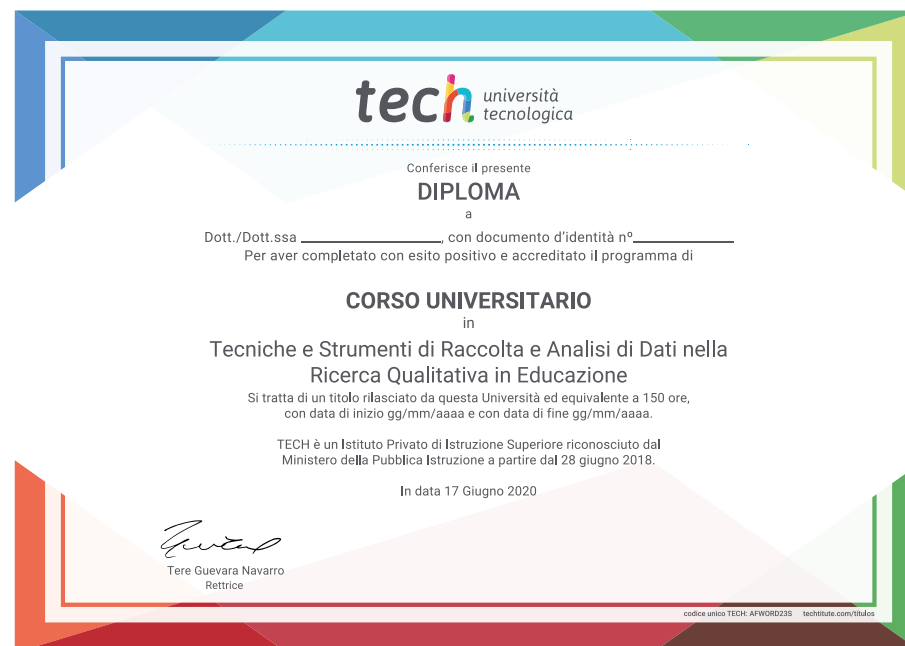 tech università
tecnologica
Conferisce il presente
DIPLOMA
a
Dott./Dott.ssa ________________, con documento d'identità nº____________
Per aver completato con esito positivo e accreditato il programma di
CORSO UNIVERSITARIO
in
Tecniche e Strumenti di Raccolta e Analisi di Dati nella
Ricerca Qualitativa in Educazione
Si tratta di un titolo rilasciato da questa Università ed equivalente a 150 ore,
con data di inizio gg/mm/aaaa e con data di fine gg/mm/aaaa.
TECH è un Istituto Privato di Istruzione Superiore riconosciuto dal
Ministero della Pubblica Istruzione a partire dal 28 giugno 2018.
In data 17 Giugno 2020
Tere Guevara Navarro
Rettrice
codice unico TECH: AFWORD23S techtitute.com/titulos